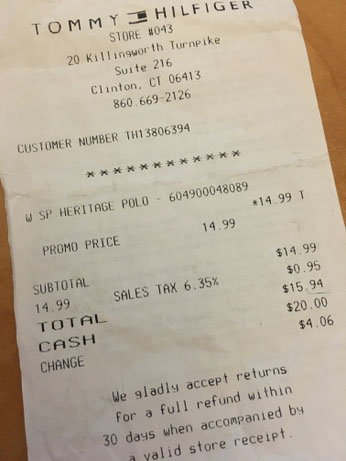 TOMMY HILFIGER
STORE #043
20 Killingworth Turnpike
Suite 216
Clinton, CT 06413
860.669-2126
CUSTOMER NUMBER TH13806394
************
W SP HERITAGE POLO - 604900048089
*14.99 T
PROMO PRICE 14.99
SUBTOTAL $14.99
14.99 SALES TAX 6.35% $0.95
TOTAL $15.94
CASH $20.00
CHANGE $4.06
We gladly accept returns
for a full refund within
30 days when accompanied by
a valid store receipt.